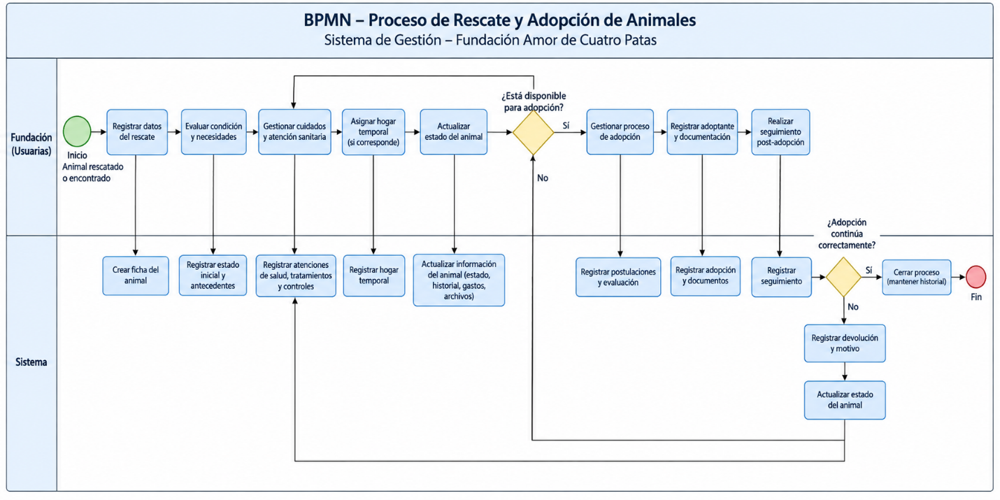 BPMN – Proceso de Rescate y Adopción de Animales
Sistema de Gestión – Fundación Amor de Cuatro Patas
Fundación
(Usuarias)
Inicio
Animal rescatado
o encontrado
Registrar datos
del rescate
Evaluar condición
y necesidades
Gestionar cuidados
y atención sanitaria
Asignar hogar
temporal
(si corresponde)
Actualizar
estado del animal
¿Está disponible
para adopción?
Sí
No
Gestionar proceso
de adopción
Registrar adoptante
y documentación
Realizar
seguimiento
post-adopción
Sistema
Crear ficha del
animal
Registrar estado
inicial y
antecedentes
Registrar atenciones
de salud, tratamientos
y controles
Registrar hogar
temporal
Actualizar información
del animal (estado,
historial, gastos,
archivos)
Registrar postulaciones
y evaluación
Registrar adopción
y documentos
Registrar
seguimiento
¿Adopción
continúa
correctamente?
Sí
No
Cerrar proceso
(mantener historial)
Fin
Registrar devolución
y motivo
Actualizar estado
del animal